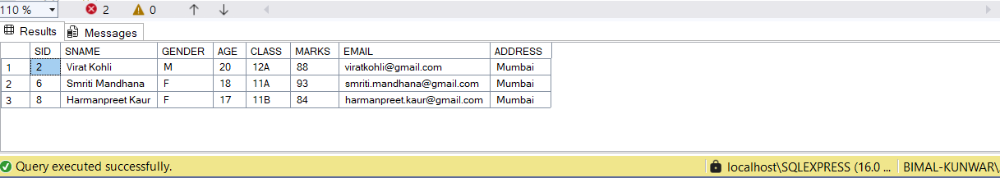 110 % 2 0
Results Messages
SID SNAME GENDER AGE CLASS MARKS EMAIL ADDRESS
1 2 Virat Kohli M 20 12A 88 viratkohli@gmail.com Mumbai
2 6 Smriti Mandhana F 18 11A 93 smriti.mandhana@gmail.com Mumbai
3 8 Harmanpreet Kaur F 17 11B 84 harmanpreet.kaur@gmail.com Mumbai
Query executed successfully. localhost\SQLEXPRESS (16.0 ... BIMAL-KUNWAR\